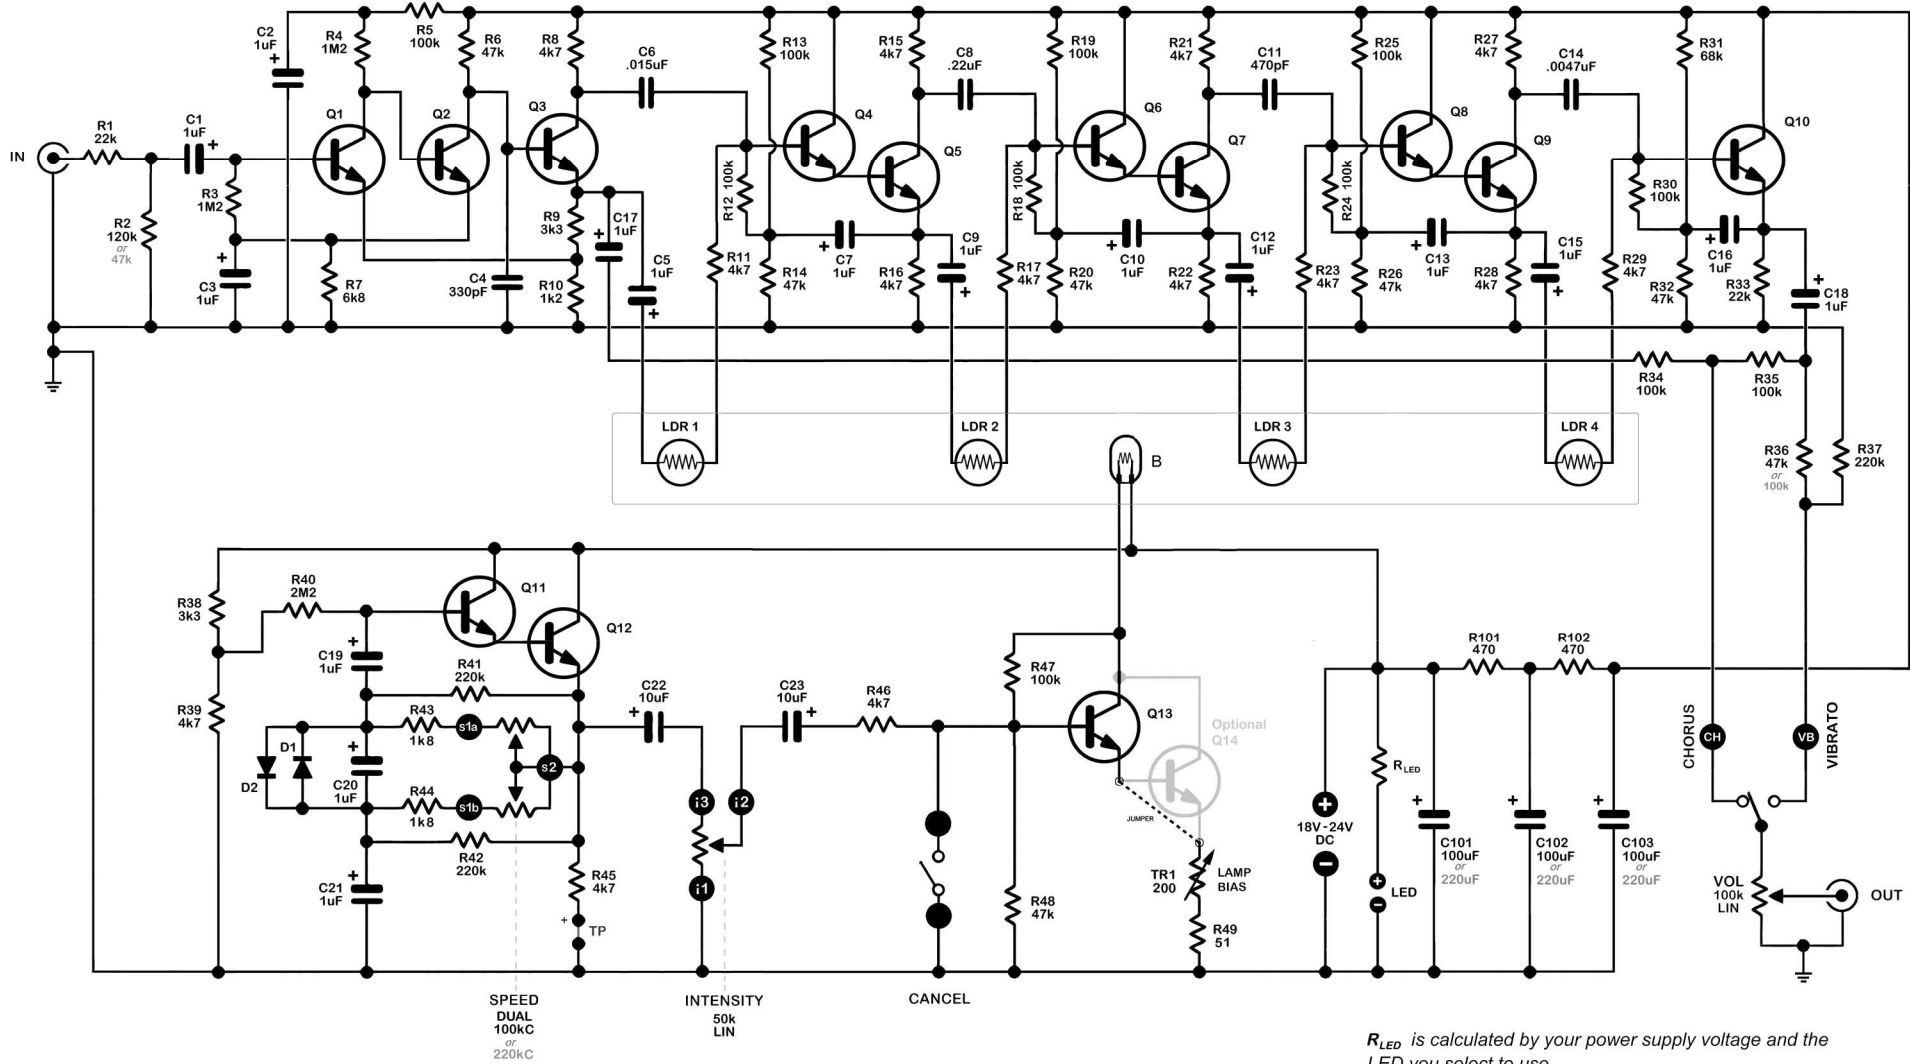 C2
1uF
+
R4
1M2
R5
100k
R6
47k
R8
4k7
C6
.015uF
R13
100k
R15
4k7
C8
.22uF
R19
100k
R21
4k7
C11
470pF
R25
100k
R27
4k7
C14
.0047uF
R31
68k
IN
R1
22k
C1
1uF
+
Q1
Q2
Q3
Q4
Q5
Q6
Q7
Q8
Q9
Q10
R2
120k
or
47k
R3
1M2
+
C3
1uF
R7
6k8
C4
330pF
R9
3k3
R10
1k2
C17
1uF
+
C5
1uF
+
R11
4k7
R12 100k
R14
47k
+
C7
1uF
R16
4k7
C9
1uF
+
R17
4k7
R18 100k
R20
47k
+
C10
1uF
R22
4k7
C12
1uF
+
R23
4k7
R24 100k
R26
47k
+
C13
1uF
R28
4k7
C15
1uF
+
R29
4k7
R30
100k
R32
47k
+
C16
1uF
R33
22k
+
C18
1uF
R34
100k
R35
100k
LDR 1
LDR 2
B
LDR 3
LDR 4
R36
47k
or
100k
R37
220k
R38
3k3
R40
2M2
Q11
Q12
+
C19
1uF
R41
220k
R39
4k7
D1
D2
R43
1k8
s1a
+
C20
1uF
s2
R44
1k8
s1b
R42
220k
+
C21
1uF
R45
4k7
+
TP
C22
10uF
+
i3
i2
i1
C23
10uF
+
R46
4k7
R47
100k
Q13
Optional
Q14
JUMPER
R48
47k
TR1
200
LAMP
BIAS
R49
51
+
18V-24V
DC
−
RLED
+
LED
−
R101
470
R102
470
+
C101
100uF
or
220uF
+
C102
100uF
or
220uF
+
C103
100uF
or
220uF
CHORUS
CH
VB
VIBRATO
VOL
100k
LIN
OUT
SPEED
DUAL
100kC
or
220kC
INTENSITY
50k
LIN
CANCEL
RLED is calculated by your power supply voltage and the
LED you select to use